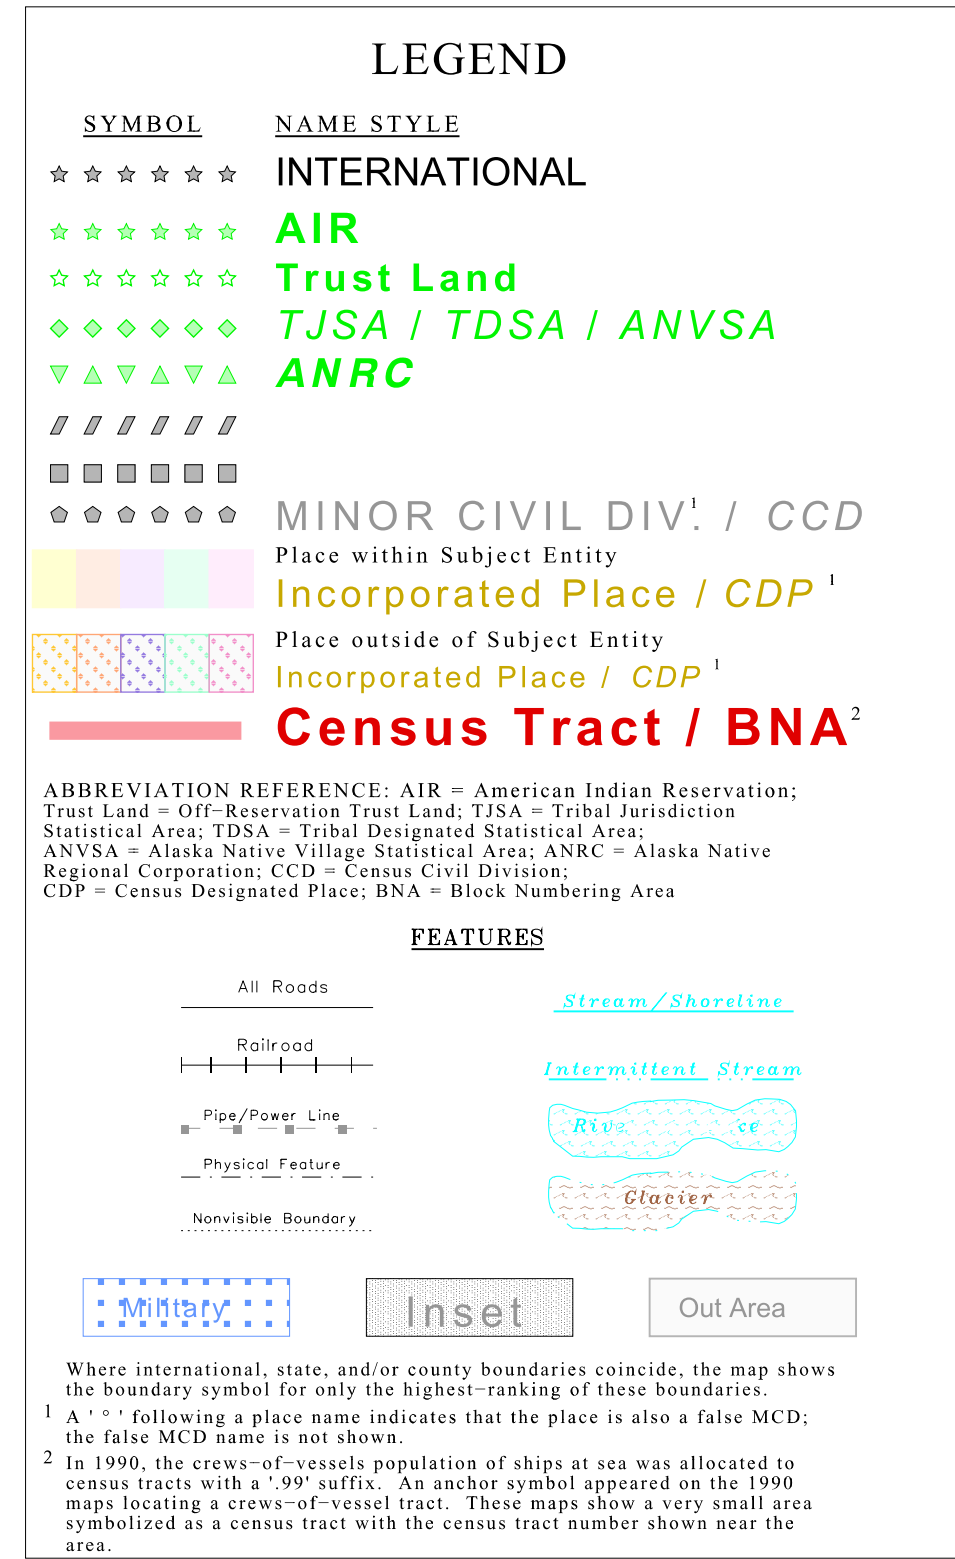 LEGEND
SYMBOL NAME STYLE
INTERNATIONAL
AIR
Trust Land
TJSA / TDSA / ANVSA
ANRC
MINOR CIVIL DIV.1 / CCD
Place within Subject Entity
Incorporated Place / CDP 1
Place outside of Subject Entity
Incorporated Place / CDP 1
Census Tract / BNA2
ABBREVIATION REFERENCE: AIR = American Indian Reservation;
Trust Land = Off−Reservation Trust Land; TJSA = Tribal Jurisdiction
Statistical Area; TDSA = Tribal Designated Statistical Area;
ANVSA = Alaska Native Village Statistical Area; ANRC = Alaska Native
Regional Corporation; CCD = Census Civil Division;
CDP = Census Designated Place; BNA = Block Numbering Area
FEATURES
All Roads
Railroad
Pipe/Power Line
Physical Feature
Nonvisible Boundary
Stream/Shoreline
Intermittent Stream
Glacier
Military
Inset
Out Area
Where international, state, and/or county boundaries coincide, the map shows
the boundary symbol for only the highest−ranking of these boundaries.
1 A ' ° ' following a place name indicates that the place is also a false MCD;
the false MCD name is not shown.
2 In 1990, the crews−of−vessels population of ships at sea was allocated to
census tracts with a '.99' suffix. An anchor symbol appeared on the 1990
maps locating a crews−of−vessel tract. These maps show a very small area
symbolized as a census tract with the census tract number shown near the
area.